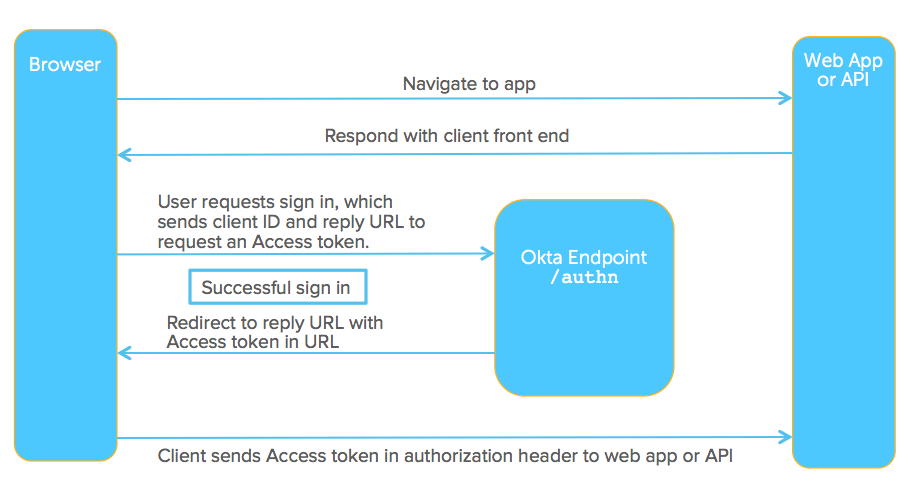 Browser
Web App
or API
Navigate to app
Respond with client front end
User requests sign in, which
sends client ID and reply URL to
request an Access token.
Okta Endpoint
/authn
Successful sign in
Redirect to reply URL with
Access token in URL
Client sends Access token in authorization header to web app or API